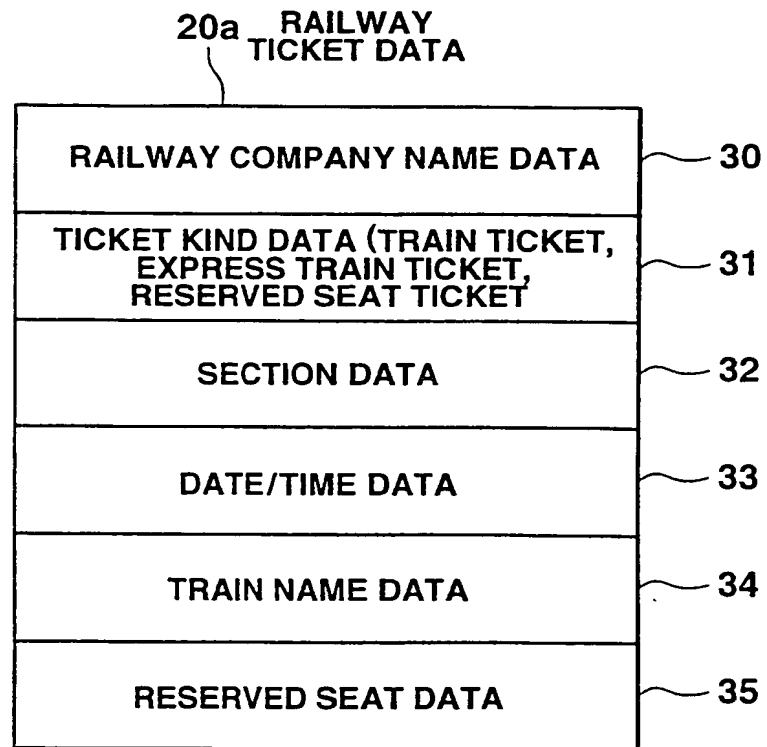 20a RAILWAY
TICKET DATA
RAILWAY COMPANY NAME DATA 30
TICKET KIND DATA (TRAIN TICKET,
EXPRESS TRAIN TICKET, 31
RESERVED SEAT TICKET
SECTION DATA 32
DATE/TIME DATA 33
TRAIN NAME DATA 34
RESERVED SEAT DATA 35